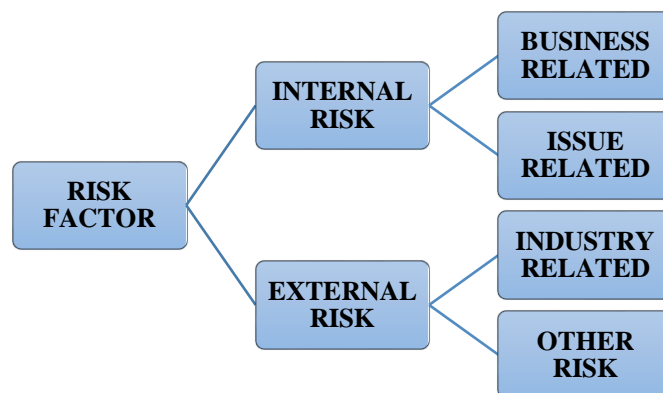 RISK
FACTOR
INTERNAL
RISK
BUSINESS
RELATED
ISSUE
RELATED
EXTERNAL
RISK
INDUSTRY
RELATED
OTHER
RISK